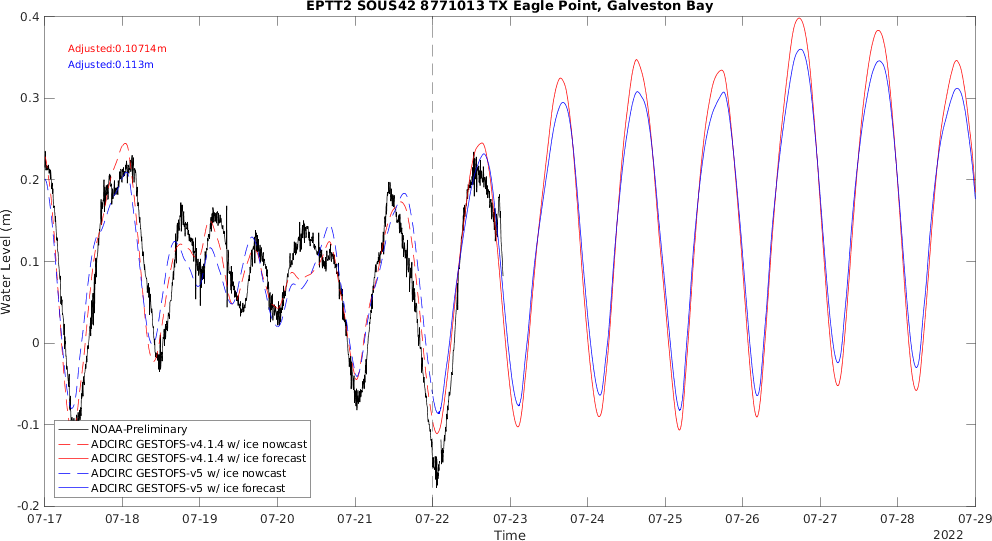 EPTT2 SOUS42 8771013 TX Eagle Point, Galveston Bay
Adjusted:0.10714m
Adjusted:0.113m
Water Level (m)
0.4
0.3
0.2
0.1
0
-0.1
-0.2
NOAA-Preliminary
ADCIRC GESTOFS-v4.1.4 w/ ice nowcast
ADCIRC GESTOFS-v4.1.4 w/ ice forecast
ADCIRC GESTOFS-v5 w/ ice nowcast
ADCIRC GESTOFS-v5 w/ ice forecast
07-17 07-18 07-19 07-20 07-21 07-22 07-23 07-24 07-25 07-26 07-27 07-28 07-29
Time
2022